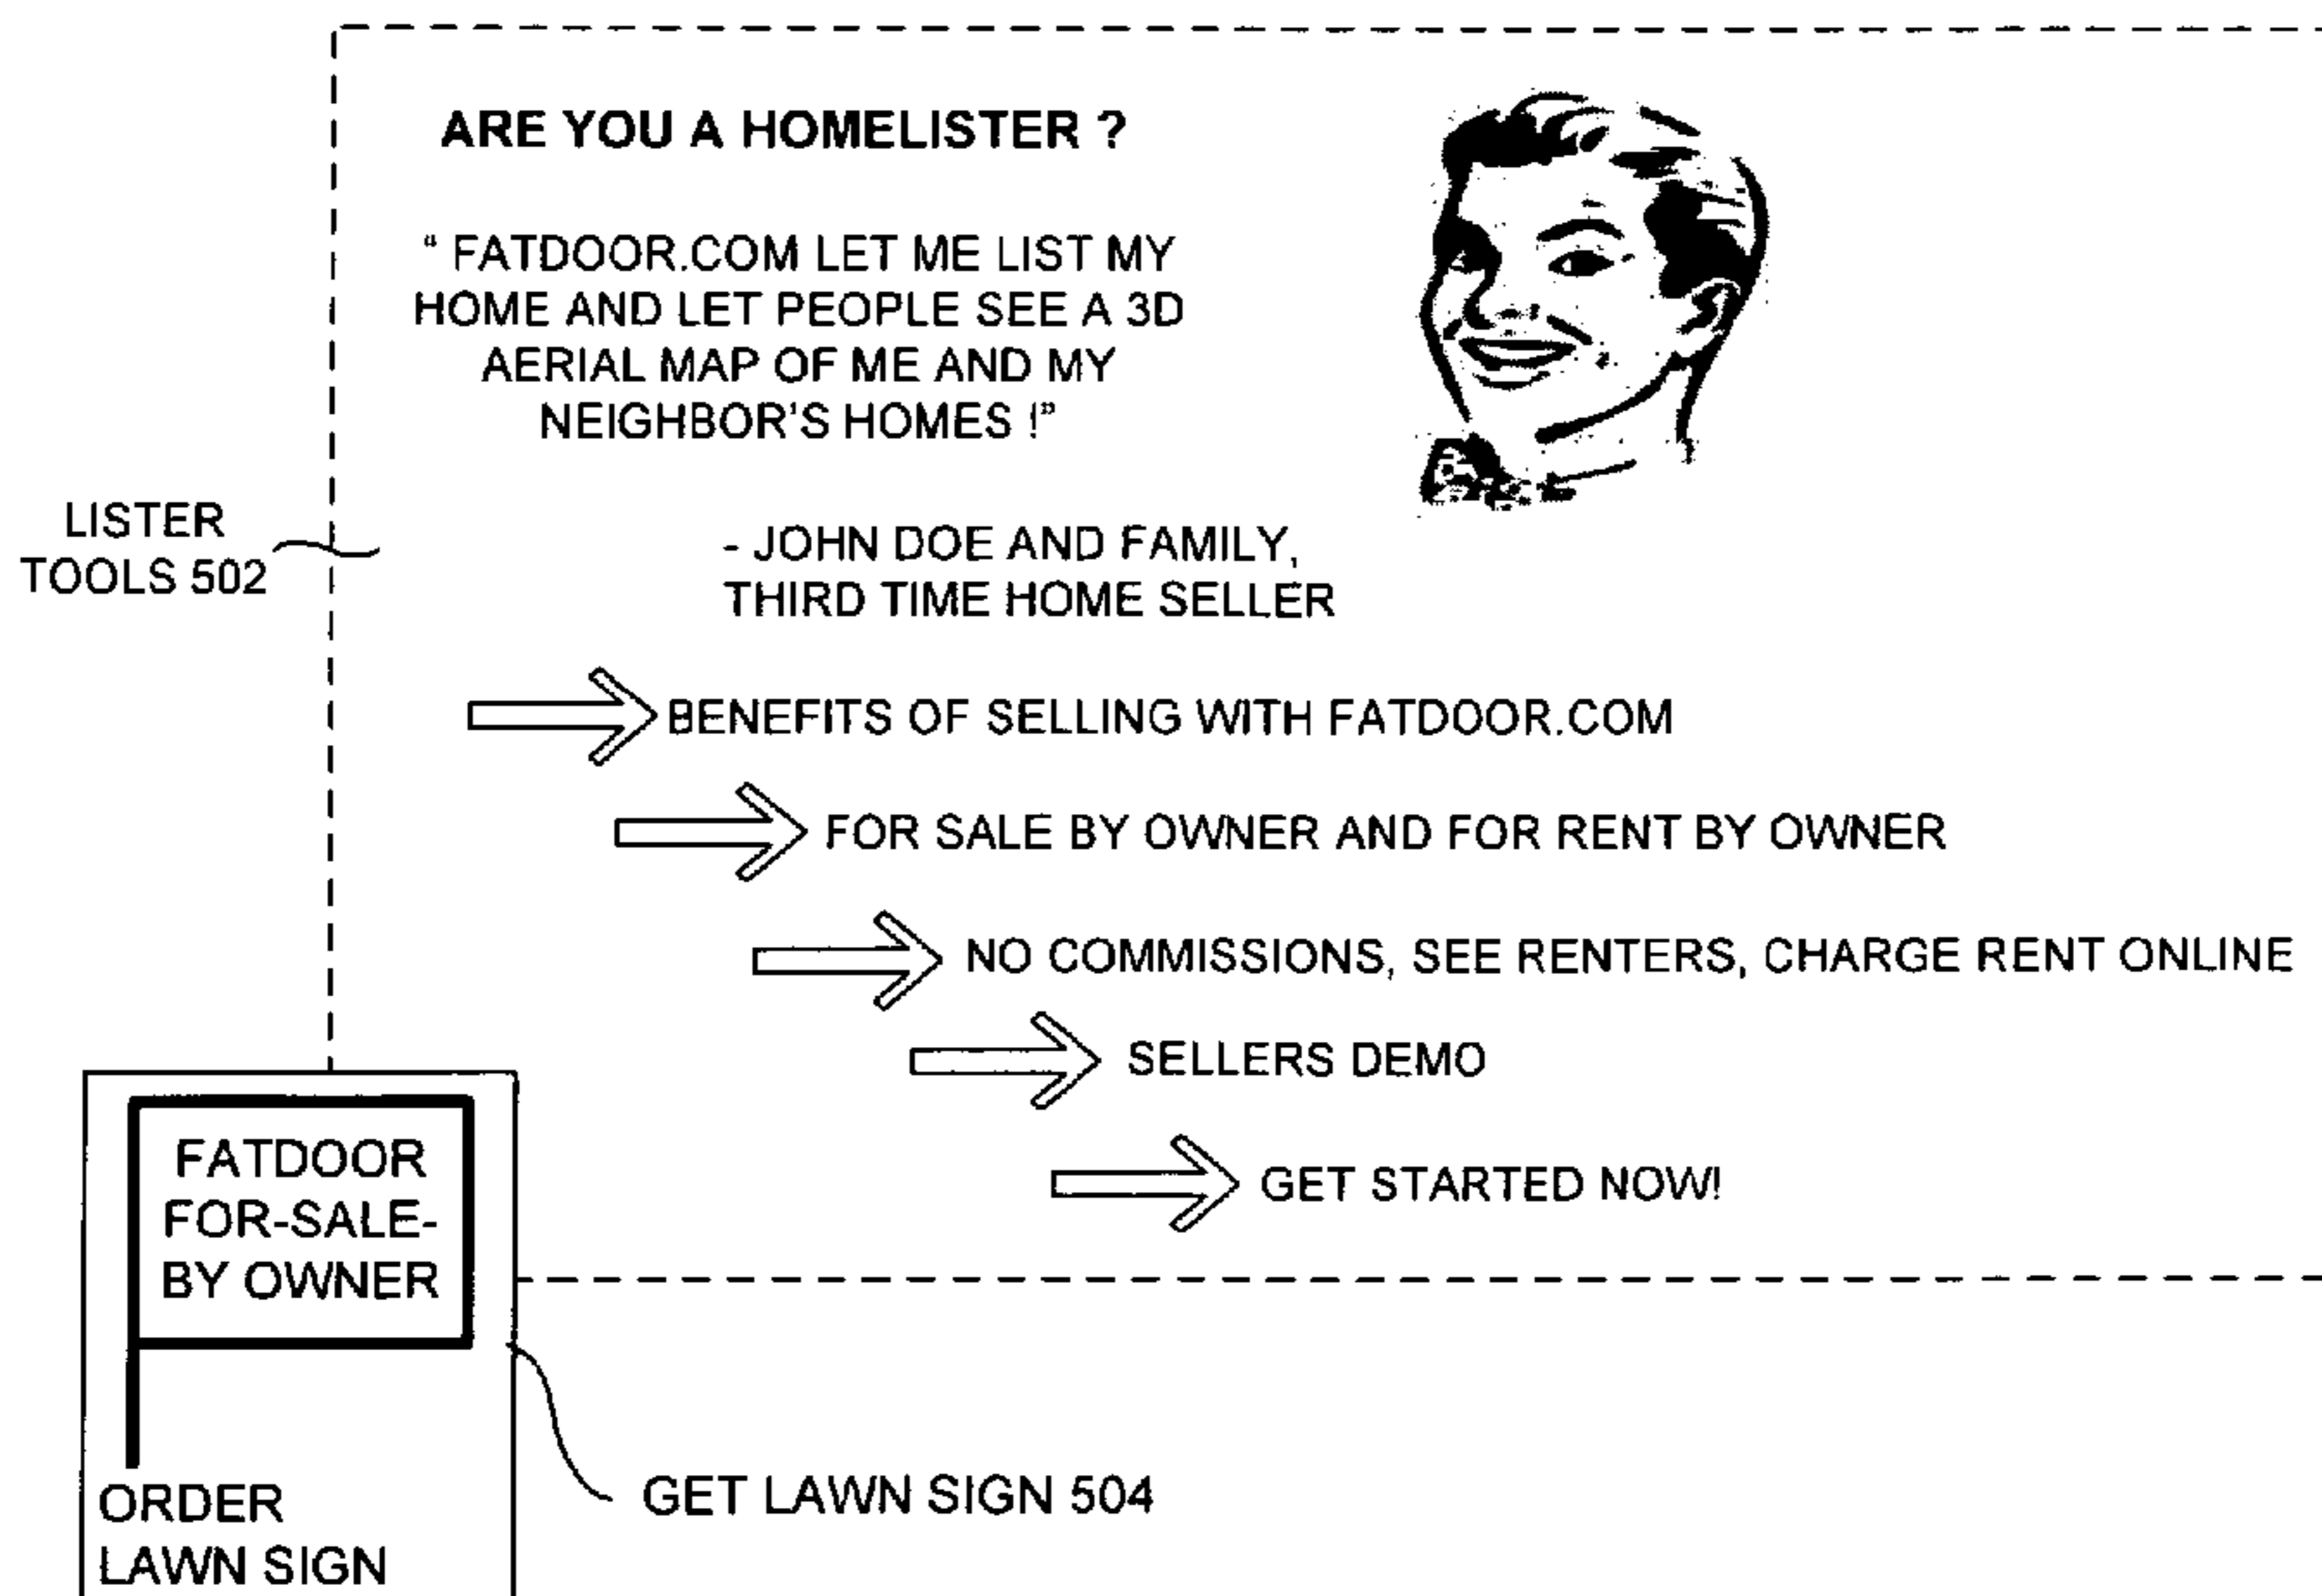 ARE YOU A HOMELISTER ?
“ FATDOOR.COM LET ME LIST MY
HOME AND LET PEOPLE SEE A 3D
AERIAL MAP OF ME AND MY
NEIGHBOR'S HOMES !”
- JOHN DOE AND FAMILY,
THIRD TIME HOME SELLER
LISTER
TOOLS 502
BENEFITS OF SELLING WITH FATDOOR.COM
FOR SALE BY OWNER AND FOR RENT BY OWNER
NO COMMISSIONS, SEE RENTERS, CHARGE RENT ONLINE
SELLERS DEMO
GET STARTED NOW!
FATDOOR
FOR-SALE-
BY OWNER
ORDER
LAWN SIGN
GET LAWN SIGN 504